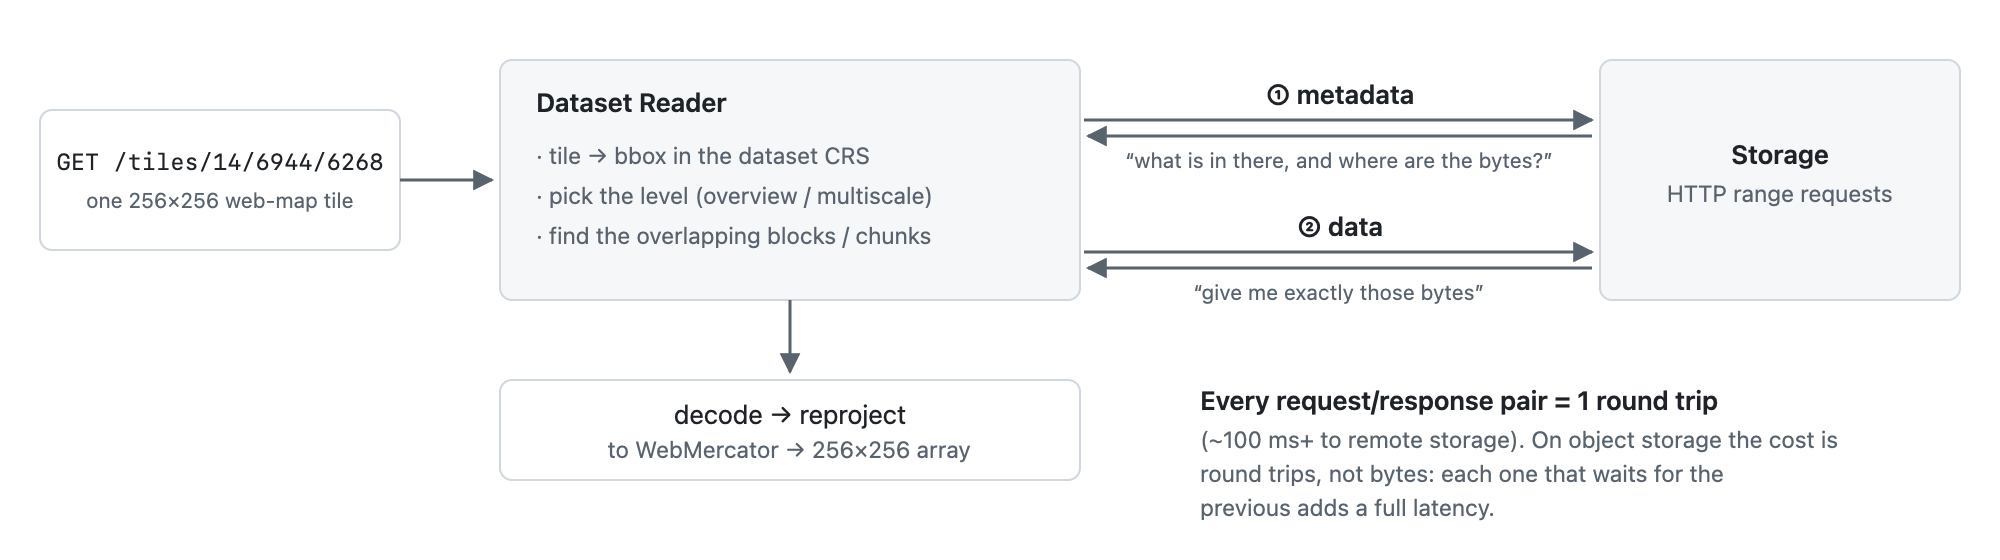 GET /tiles/14/6944/6268
one 256×256 web-map tile
Dataset Reader
· tile → bbox in the dataset CRS
· pick the level (overview / multiscale)
· find the overlapping blocks / chunks
① metadata
“what is in there, and where are the bytes?”
② data
“give me exactly those bytes”
Storage
HTTP range requests
decode → reproject
to WebMercator → 256×256 array
Every request/response pair = 1 round trip
(~100 ms+ to remote storage). On object storage the cost is
round trips, not bytes: each one that waits for the
previous adds a full latency.